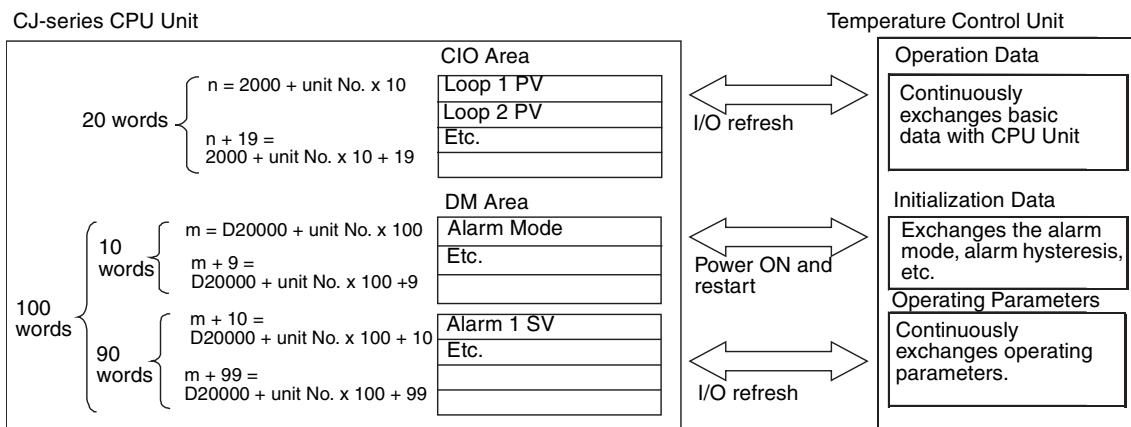 CJ-series CPU Unit
Temperature Control Unit
CIO Area
Operation Data
20 words
n = 2000 + unit No. x 10
n + 19 =
2000 + unit No. x 10 + 19
Loop 1 PV
Loop 2 PV
Etc.
I/O refresh
Continuously
exchanges basic
data with CPU Unit
DM Area
Initialization Data
100
words
10
words
m = D20000 + unit No. x 100
m + 9 =
D20000 + unit No. x 100 +9
Alarm Mode
Etc.
Power ON and
restart
Exchanges the alarm
mode, alarm hysteresis,
etc.
Operating Parameters
90
words
m + 10 =
D20000 + unit No. x 100 + 10
m + 99 =
D20000 + unit No. x 100 + 99
Alarm 1 SV
Etc.
I/O refresh
Continuously
exchanges operating
parameters.